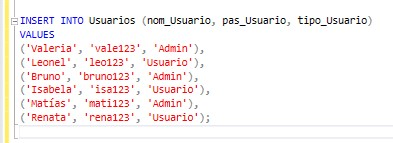 INSERT INTO Usuarios (nom_Usuario, pas_Usuario, tipo_Usuario)
VALUES
('Valeria', 'vale123', 'Admin'),
('Leonel', 'leo123', 'Usuario'),
('Bruno', 'bruno123', 'Admin'),
('Isabela', 'isa123', 'Usuario'),
('Matías', 'mati123', 'Admin'),
('Renata', 'rena123', 'Usuario');